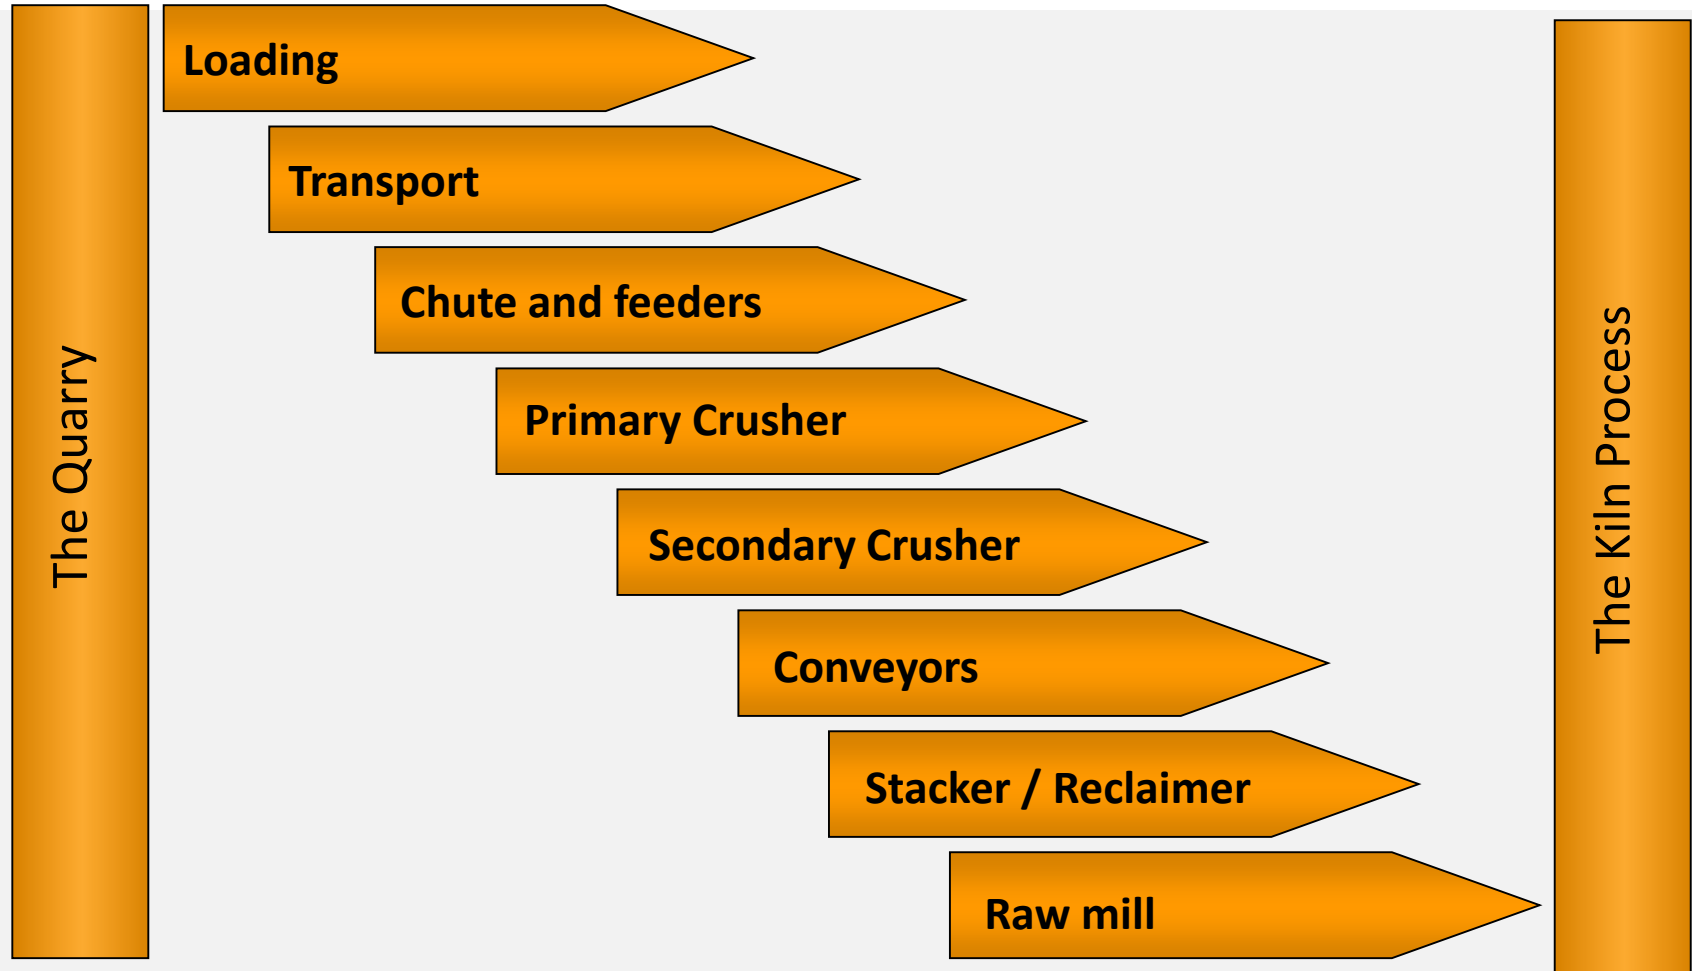 The Quarry
Loading
Transport
Chute and feeders
Primary Crusher
Secondary Crusher
Conveyors
Stacker / Reclaimer
Raw mill
The Kiln Process